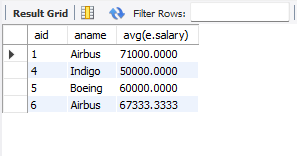 Result Grid Filter Rows:
aid aname avg(e.salary)
1 Airbus 71000.0000
4 Indigo 50000.0000
5 Boeing 60000.0000
6 Airbus 67333.3333